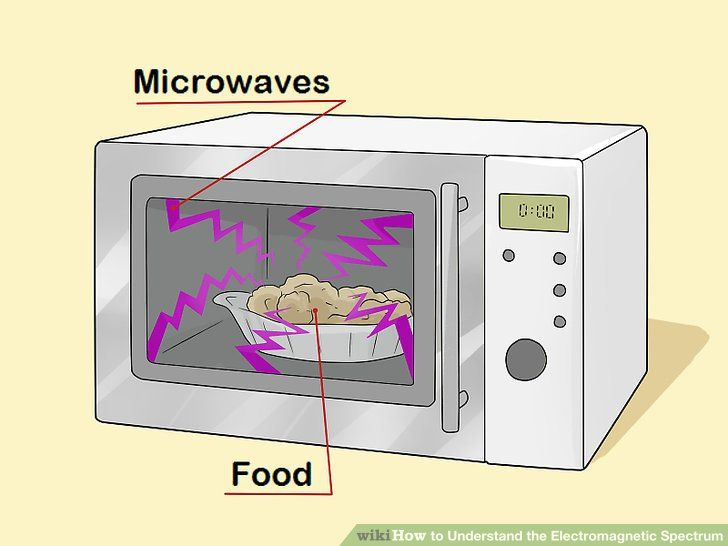 Microwaves
0:00
Food
wikiHow to Understand the Electromagnetic Spectrum